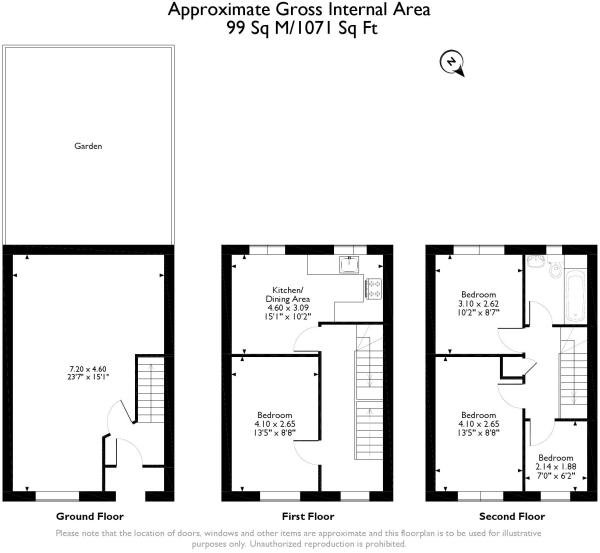 Approximate Gross Internal Area
99 Sq M/1071 Sq Ft
N
Garden
7.20 x 4.60
23'7" x 15'1"
Ground Floor
Kitchen/
Dining Area
4.60 x 3.09
15'1" x 10'2"
Bedroom
4.10 x 2.65
13'5" x 8'8"
First Floor
Bedroom
3.10 x 2.62
10'2" x 8'7"
Bedroom
4.10 x 2.65
13'5" x 8'8"
Bedroom
2.14 x 1.88
7'0" x 6'2"
Second Floor
Please note that the location of doors, windows and other items are approximate and this floorplan is to be used for illustrative
purposes only. Unauthorized reproduction is prohibited.